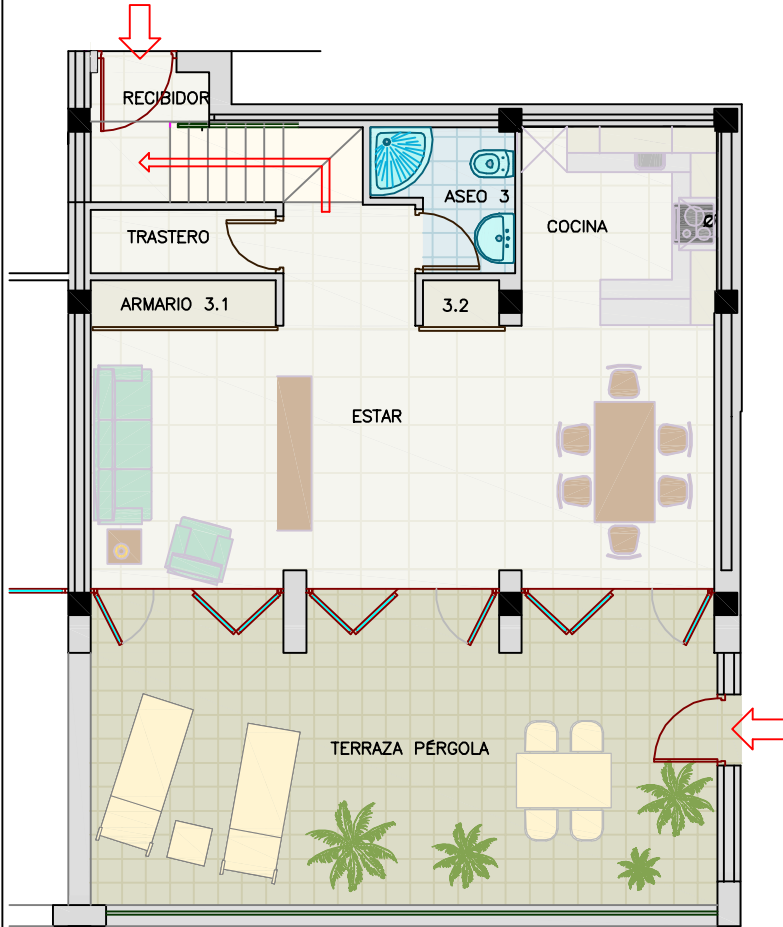 RECIBIDOR
ASEO 3
COCINA
TRASTERO
ARMARIO 3.1
3.2
ESTAR
TERRAZA PÉRGOLA